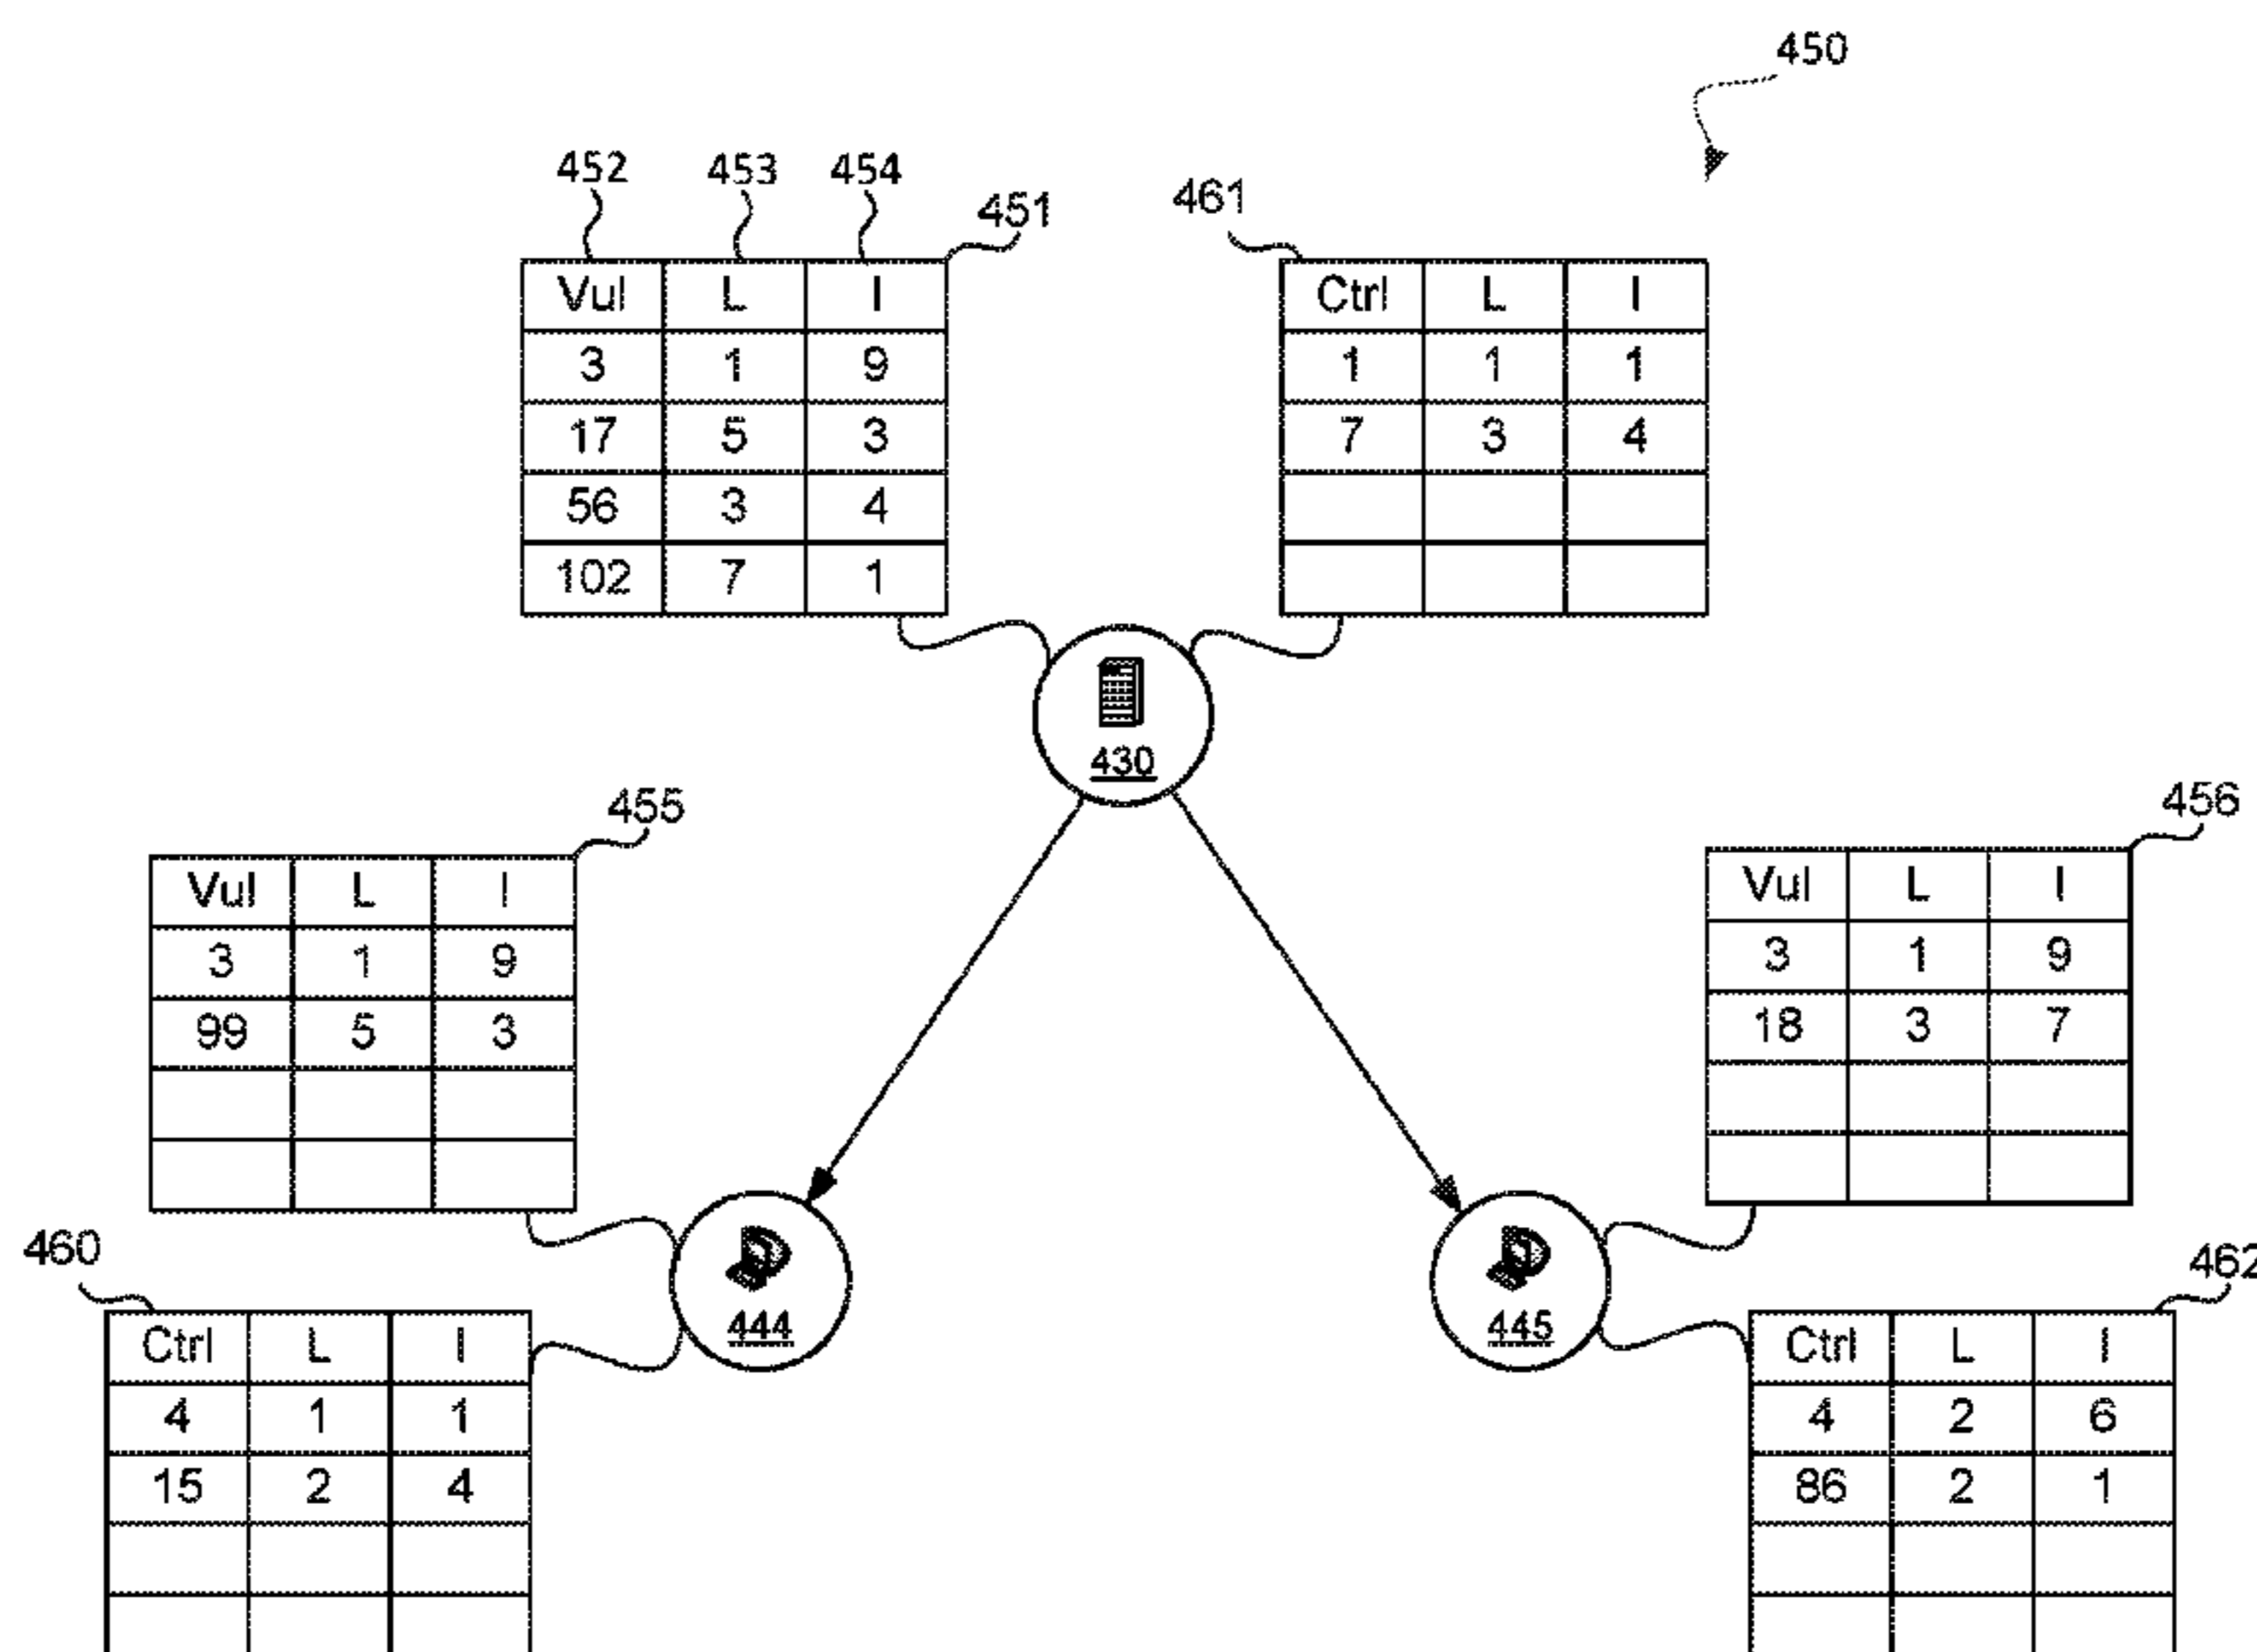 450
452 453 454 451 461
Vul L I
3 1 9
17 5 3
56 3 4
102 7 1
Ctrl L I
1 1 1
7 3 4
430
455
Vul L I
3 1 9
99 5 3
456
Vul L I
3 1 9
18 3 7
444
445
460
Ctrl L I
4 1 1
15 2 4
462
Ctrl L I
4 2 6
86 2 1